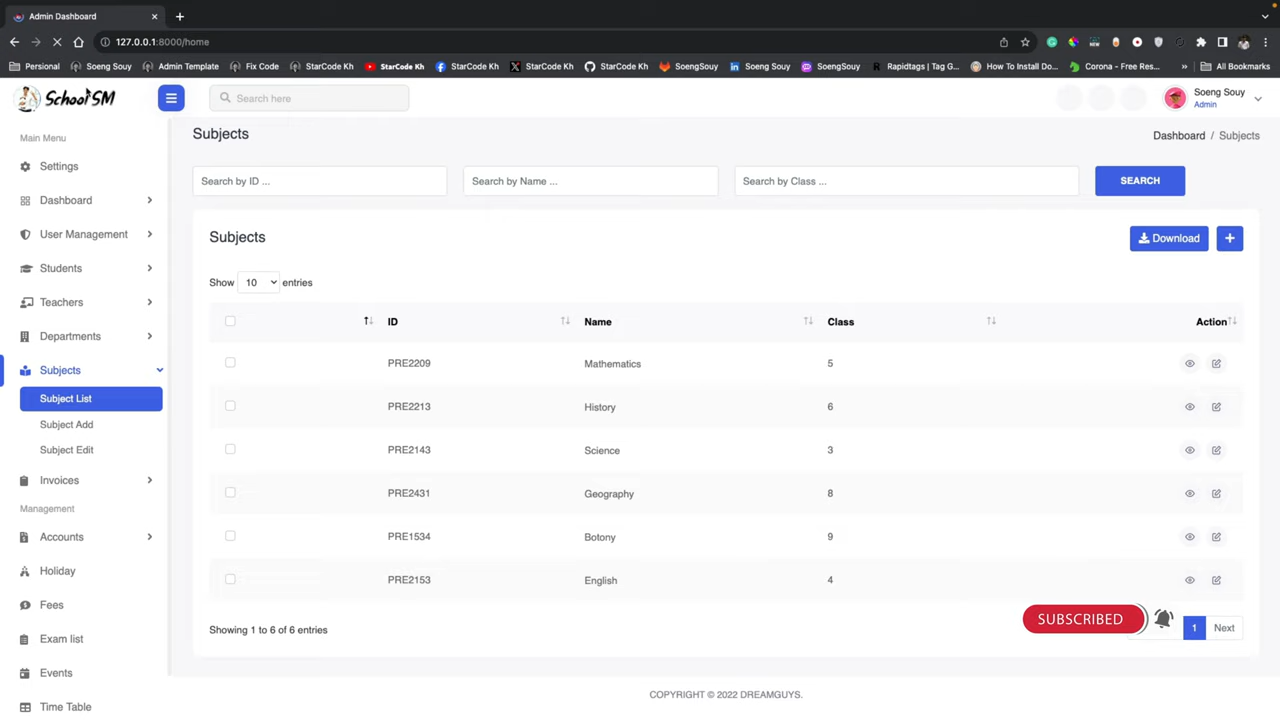 Admin Dashboard
127.0.0.1:8000/home
Personal Soeng Souy Admin Template Fix Code StarCode Kh StarCode Kh StarCode Kh StarCode Kh StarCode Kh SoengSouy Soeng Souy SoengSouy Rapidtags | Tag G... How To Install Do... Corona - Free Res... » All Bookmarks
School SM
Search here
Soeng Souy
Admin
Main Menu
Settings
Dashboard
User Management
Students
Teachers
Departments
Subjects
Subject List
Subject Add
Subject Edit
Invoices
Management
Accounts
Holiday
Fees
Exam list
Events
Time Table
Subjects
Dashboard / Subjects
Search by ID ... Search by Name ... Search by Class ... SEARCH
Subjects
Download +
Show 10 entries
ID Name Class Action
PRE2209 Mathematics 5
PRE2213 History 6
PRE2143 Science 3
PRE2431 Geography 8
PRE1534 Botony 9
PRE2153 English 4
Showing 1 to 6 of 6 entries
SUBSCRIBED
1 Next
COPYRIGHT © 2022 DREAMGUYS.